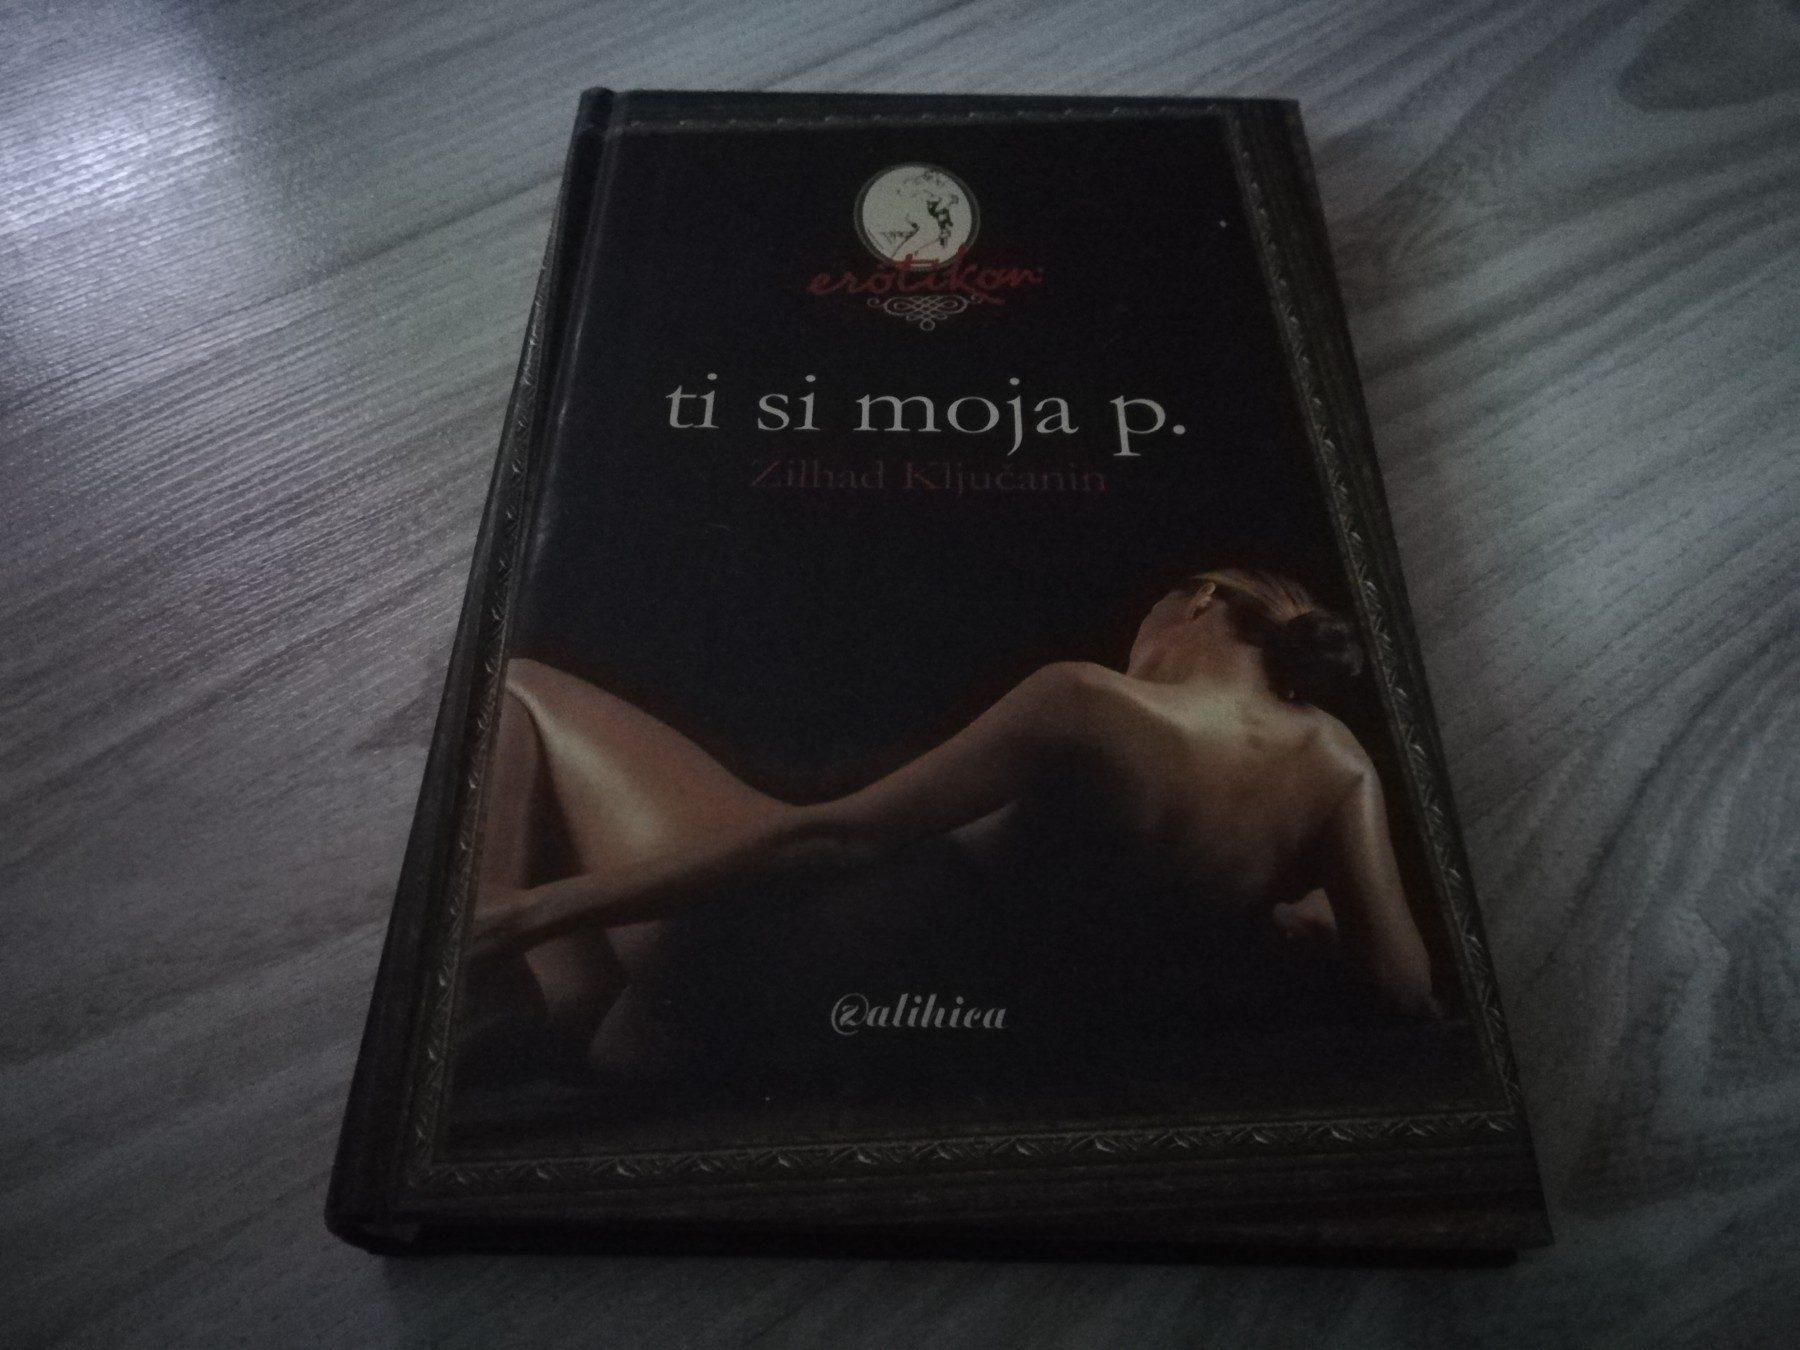 erotikon
ti si moja p.
Zilhad Ključanin
zalihica